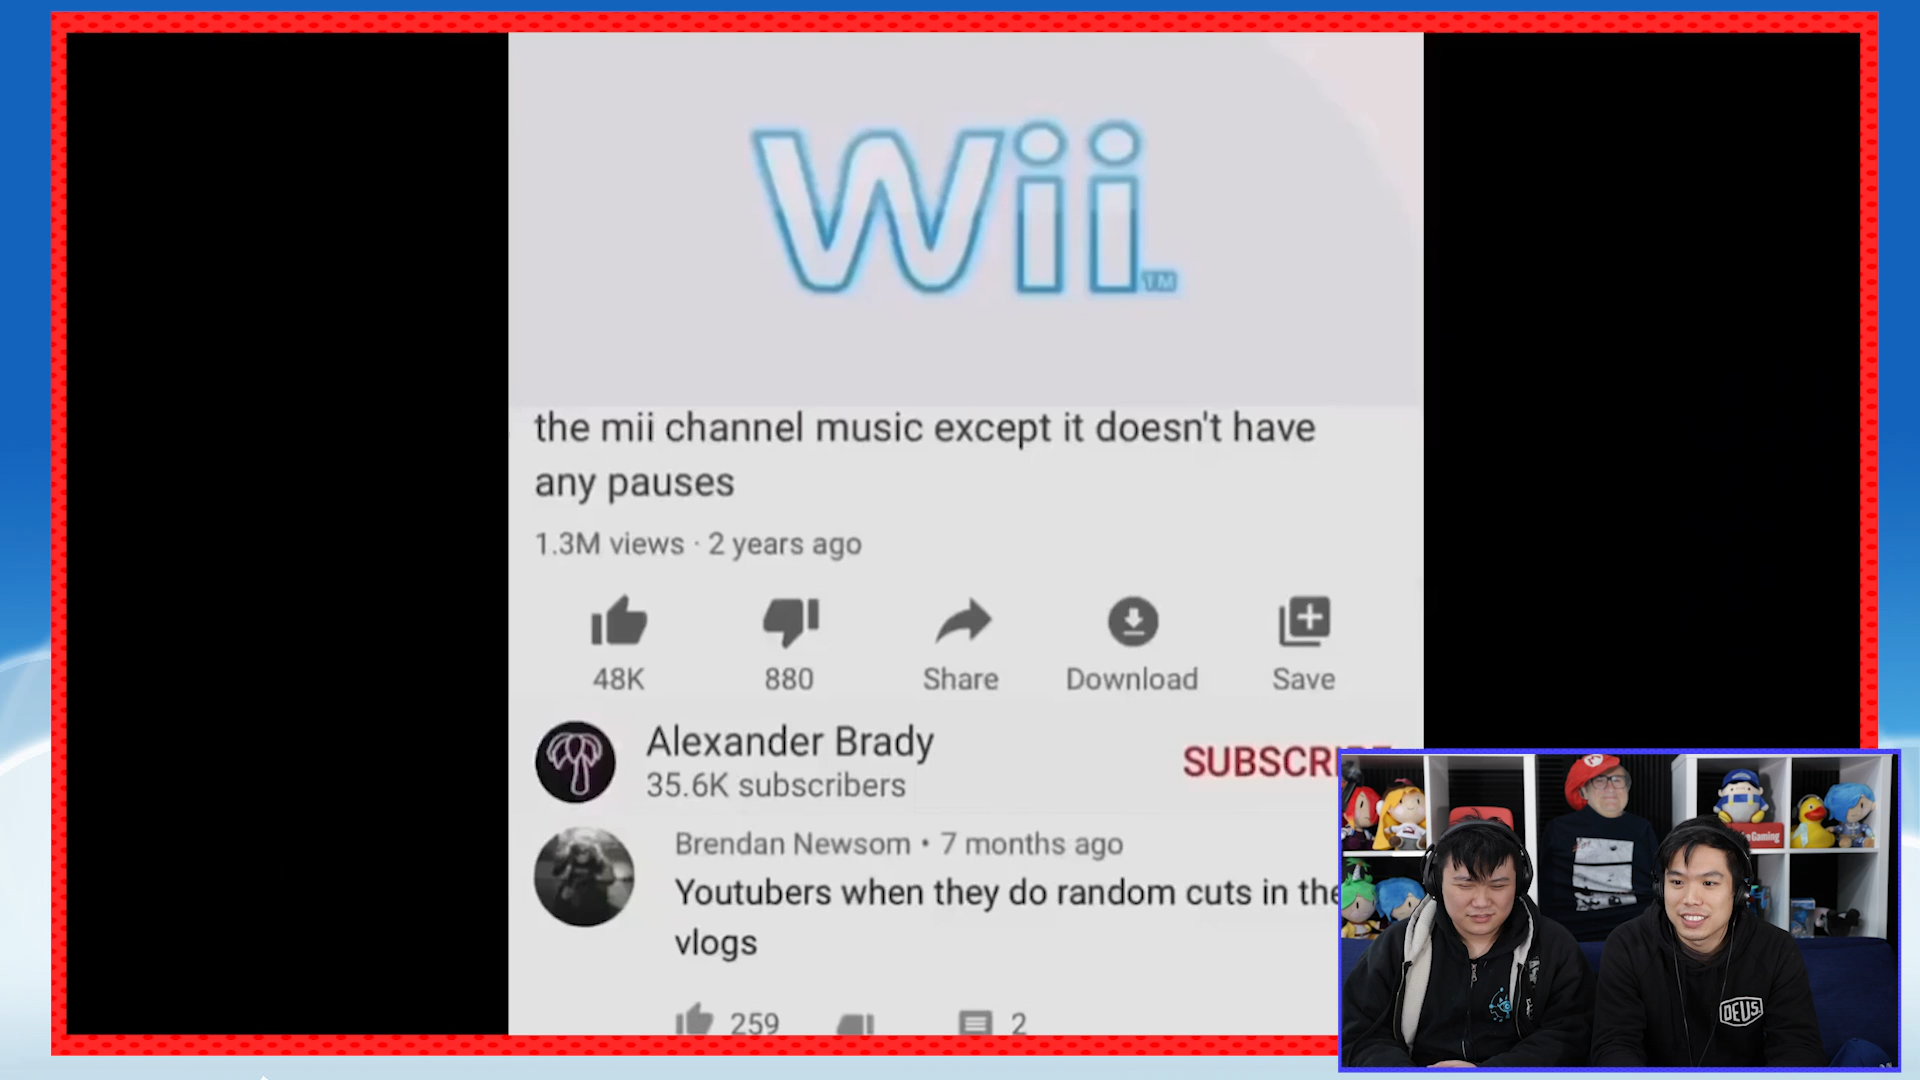 Wii
TM
the mii channel music except it doesn't have
any pauses
1.3M views · 2 years ago
48K
880
Share
Download
Save
Alexander Brady
35.6K subscribers
Brendan Newsom • 7 months ago
Youtubers when they do random cuts in the
vlogs
259
2
Gaming
DEUS